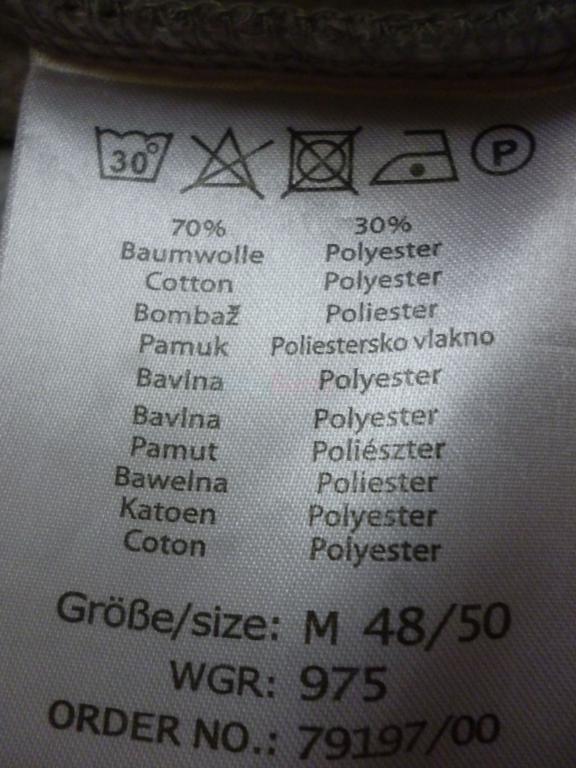 30° P
70% 30%
Baumwolle Polyester
Cotton Polyester
Bombaž Poliester
Pamuk Poliestersko vlakno
Bavlna Polyester
Bavlna Polyester
Pamut Poliészter
Bawelna Poliester
Katoen Polyester
Coton Polyester
Größe/size: M 48/50
WGR: 975
ORDER NO.: 79197/00